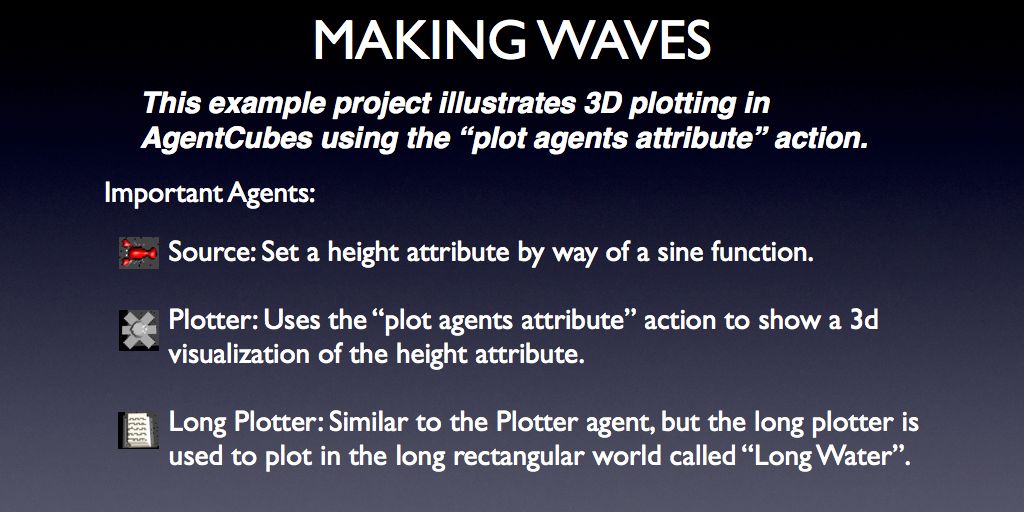 MAKING WAVES
This example project illustrates 3D plotting in
AgentCubes using the “plot agents attribute” action.
Important Agents:
Source: Set a height attribute by way of a sine function.
Plotter: Uses the “plot agents attribute” action to show a 3d
visualization of the height attribute.
Long Plotter: Similar to the Plotter agent, but the long plotter is
used to plot in the long rectangular world called “Long Water”.